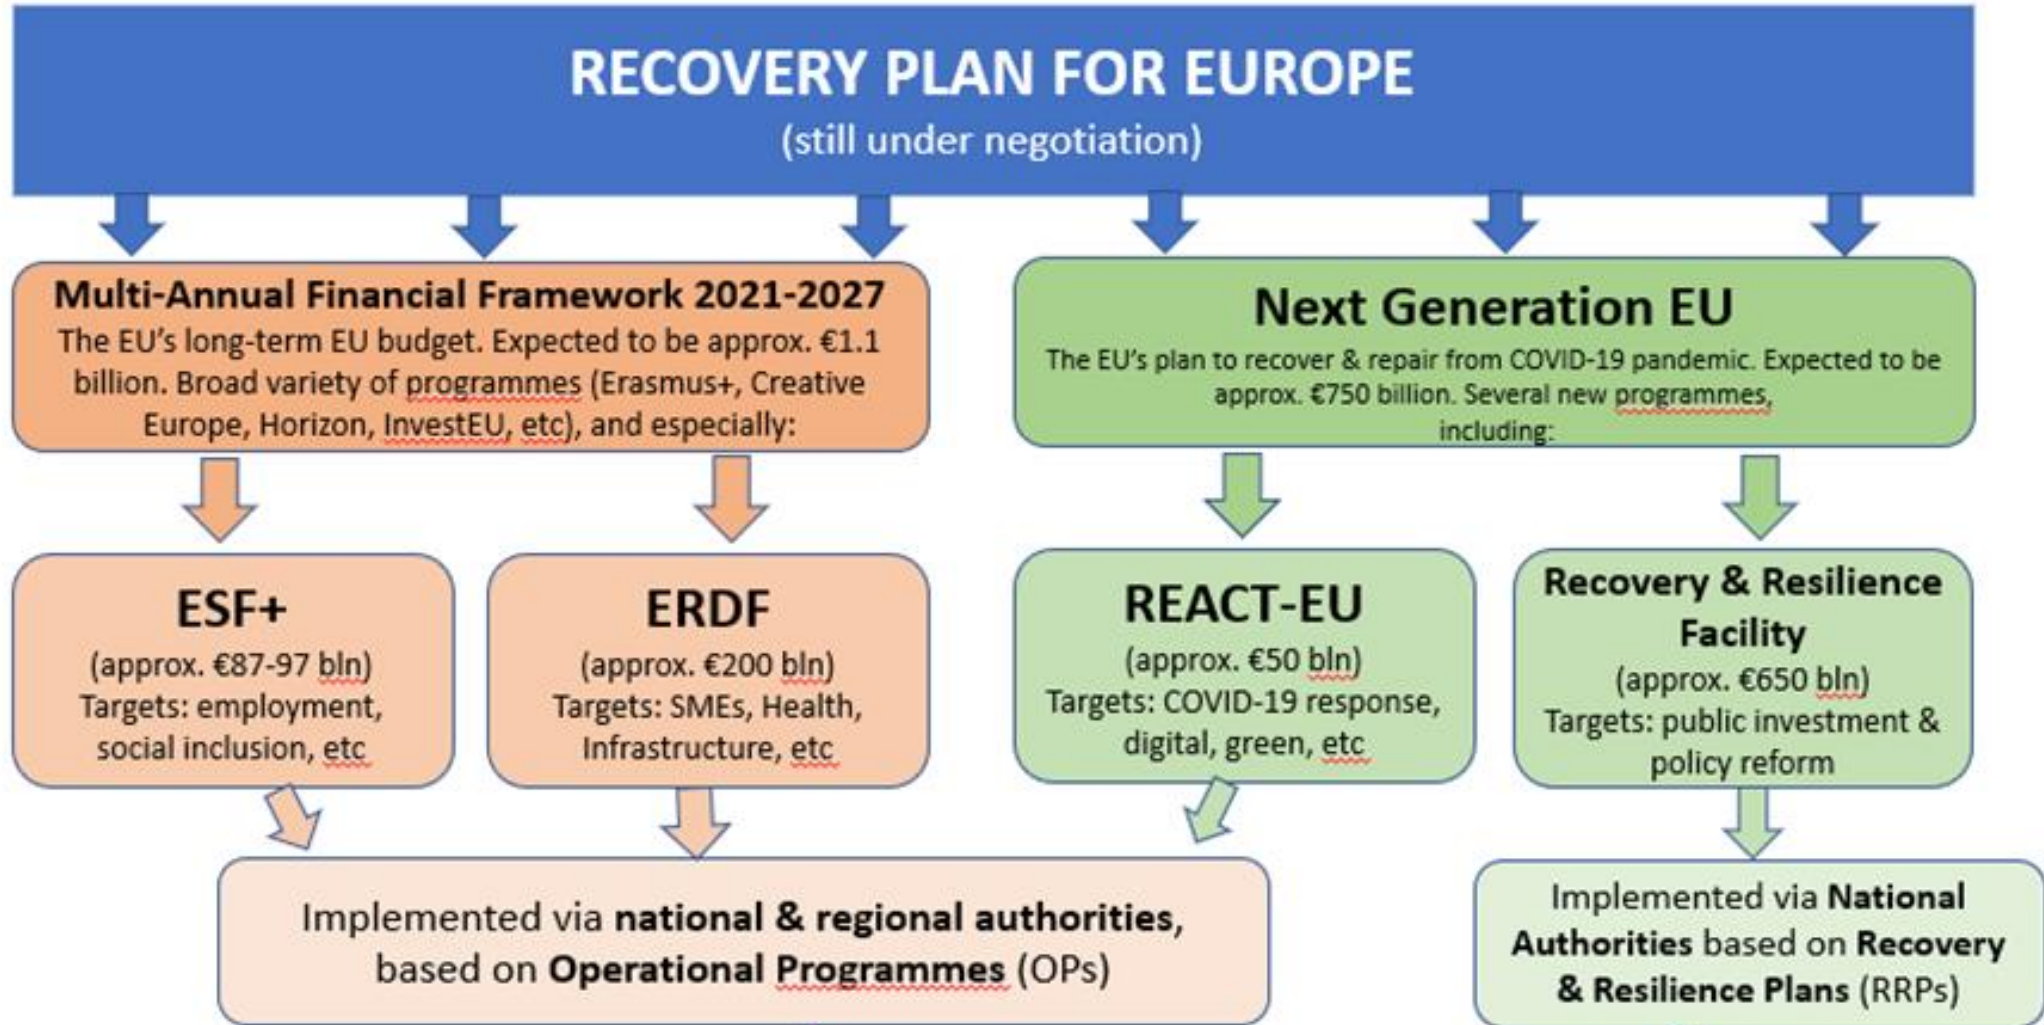 RECOVERY PLAN FOR EUROPE
(still under negotiation)
Multi-Annual Financial Framework 2021-2027
The EU's long-term EU budget. Expected to be approx. €1.1
billion. Broad variety of programmes (Erasmus+, Creative
Europe, Horizon, InvestEU, etc), and especially:
Next Generation EU
The EU's plan to recover & repair from COVID-19 pandemic. Expected to be
approx. €750 billion. Several new programmes,
including:
ESF+
(approx. €87-97 bln)
Targets: employment,
social inclusion, etc
ERDF
(approx. €200 bln)
Targets: SMEs, Health,
Infrastructure, etc
REACT-EU
(approx. €50 bln)
Targets: COVID-19 response,
digital, green, etc
Recovery & Resilience
Facility
(approx. €650 bln)
Targets: public investment &
policy reform
Implemented via national & regional authorities,
based on Operational Programmes (OPs)
Implemented via National
Authorities based on Recovery
& Resilience Plans (RRPs)